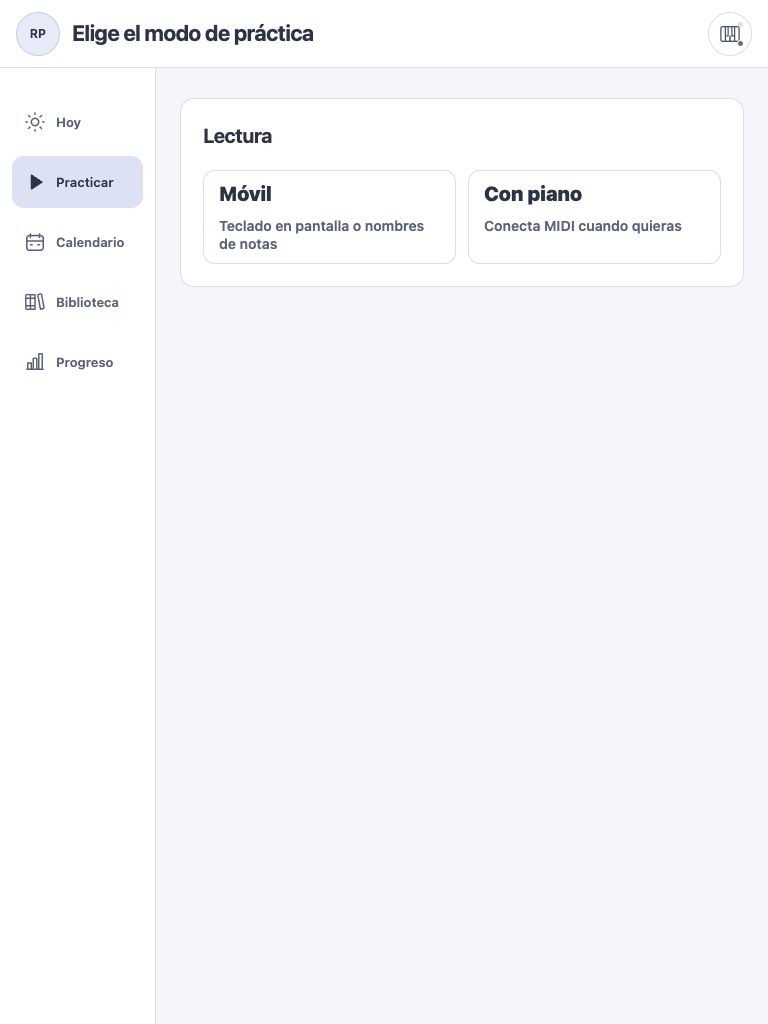 RP
Elige el modo de práctica
Hoy
Practicar
Calendario
Biblioteca
Progreso
Lectura
Móvil
Teclado en pantalla o nombres
de notas
Con piano
Conecta MIDI cuando quieras